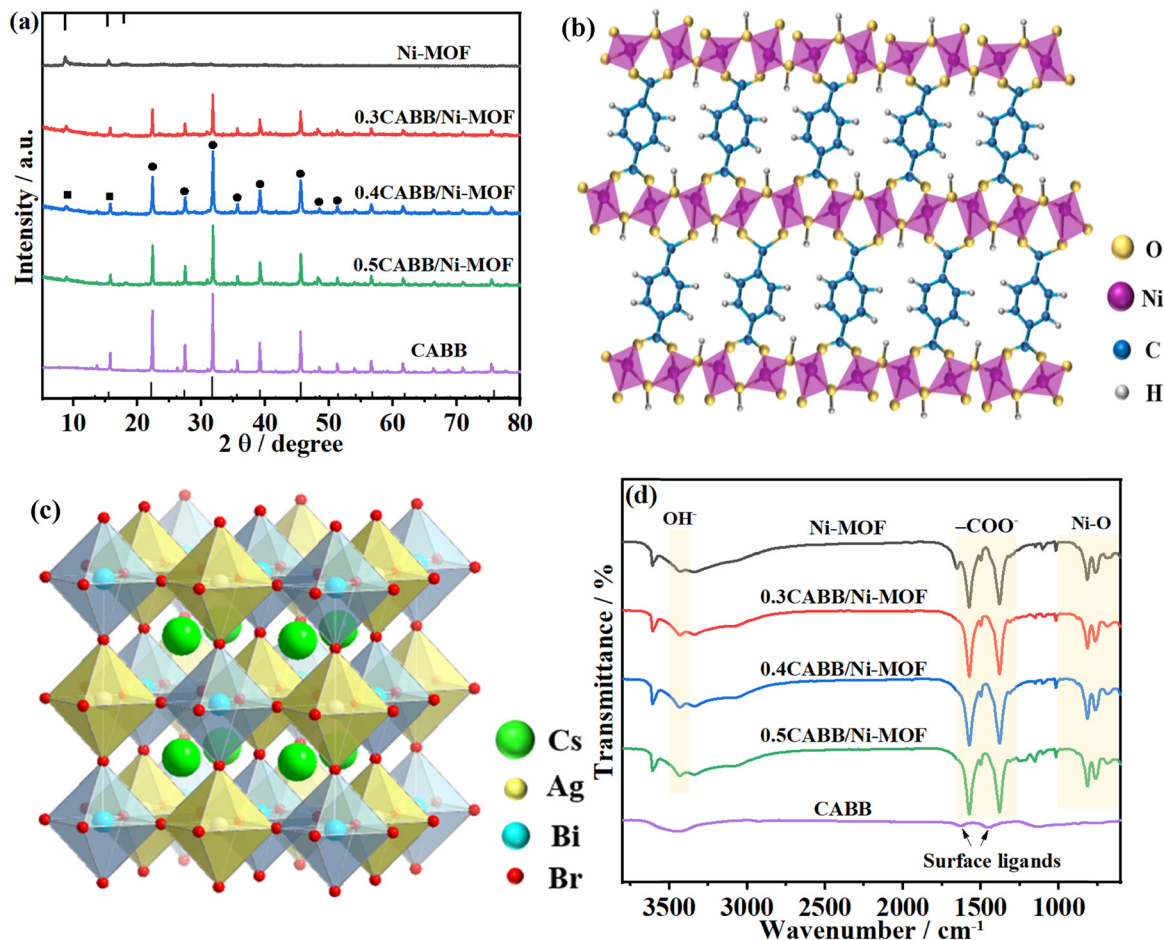 (a)
Ni-MOF
0.3CABB/Ni-MOF
0.4CABB/Ni-MOF
0.5CABB/Ni-MOF
CABB
Intensity / a.u.
10 20 30 40 50 60 70 80
2 θ / degree
(b)
O
Ni
C
H
(c)
Cs
Ag
Bi
Br
(d)
OH⁻
Ni-MOF
–COO⁻
Ni-O
0.3CABB/Ni-MOF
0.4CABB/Ni-MOF
0.5CABB/Ni-MOF
CABB
Surface ligands
Transmittance / %
3500 3000 2500 2000 1500 1000
Wavenumber / cm⁻¹